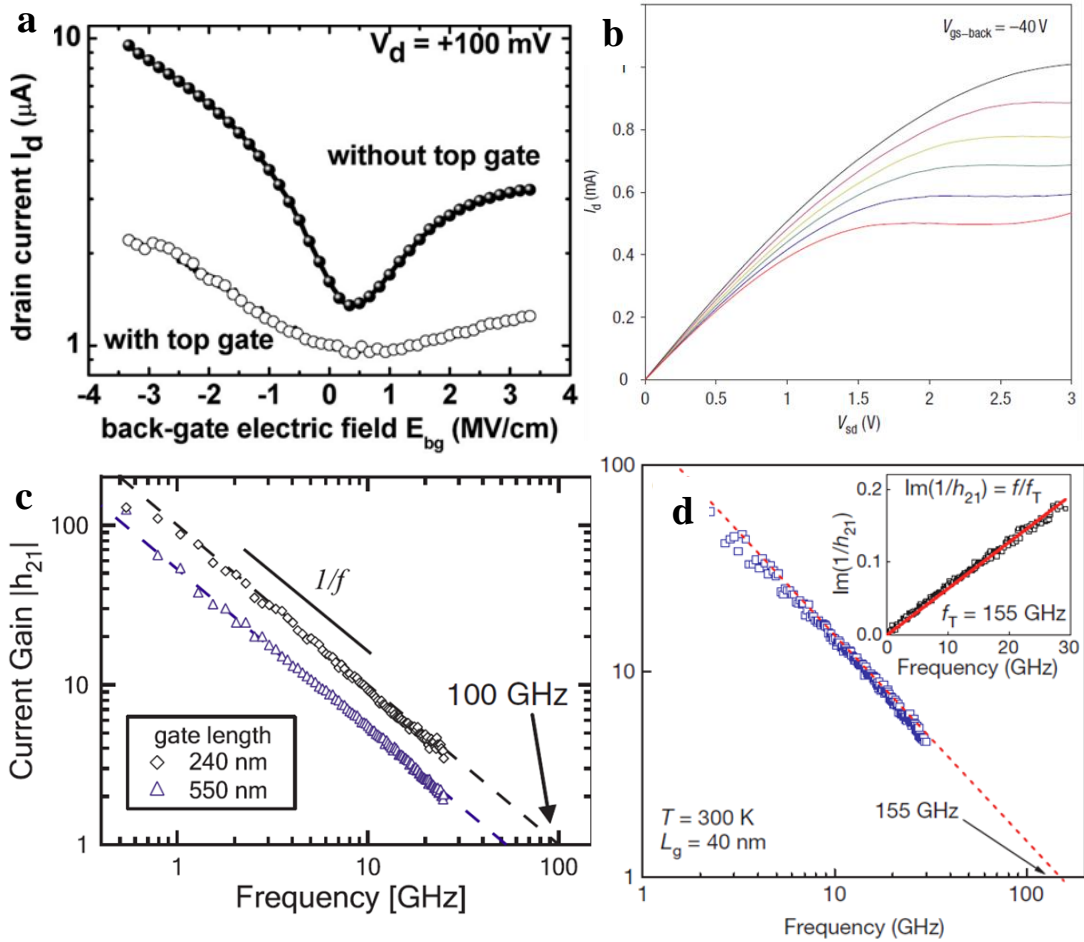 a
V_d = +100 mV
10
1
drain current I_d (μA)
without top gate
with top gate
-4 -3 -2 -1 0 1 2 3 4
back-gate electric field E_bg (MV/cm)
b
V_gs–back = −40 V
1
0.8
0.6
0.4
0.2
0
I_d (mA)
0 0.5 1 1.5 2 2.5 3
V_sd (V)
c
100
10
1
Current Gain |h_21|
1/f
100 GHz
gate length
240 nm
550 nm
1 10 100
Frequency [GHz]
d
100
10
1
0.2
0.1
0.0
Im(1/h_21)
Im(1/h_21) = f/f_T
f_T = 155 GHz
0 10 20 30
Frequency (GHz)
155 GHz
T = 300 K
L_g = 40 nm
1 10 100
Frequency (GHz)